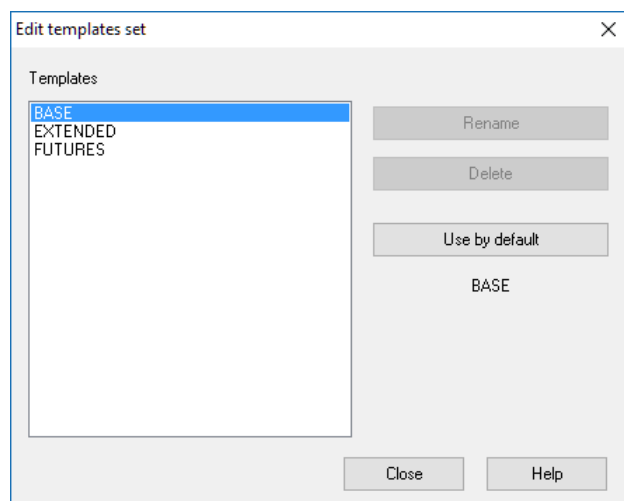 Edit templates set
Templates
BASE
EXTENDED
FUTURES
Rename
Delete
Use by default
BASE
Close
Help